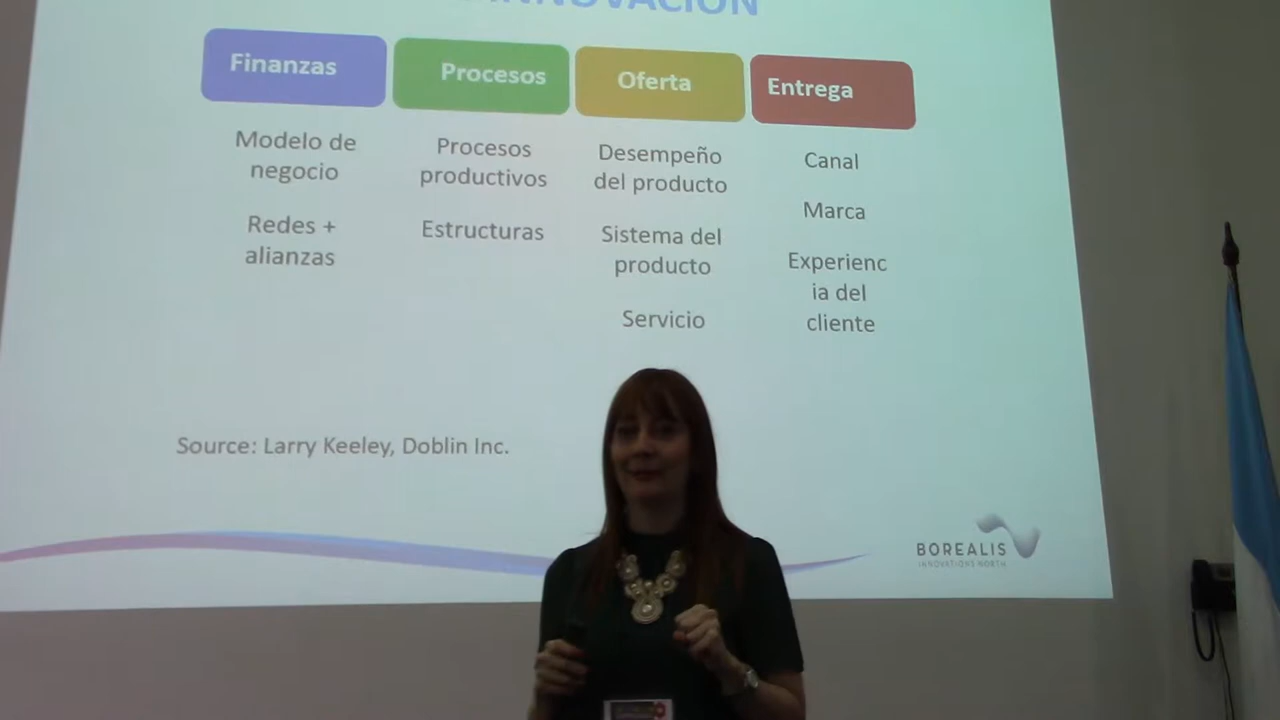 INNOVACIÓN
Finanzas
Procesos
Oferta
Entrega
Modelo de
negocio
Redes +
alianzas
Procesos
productivos
Estructuras
Desempeño
del producto
Sistema del
producto
Servicio
Canal
Marca
Experienc
ia del
cliente
Source: Larry Keeley, Doblin Inc.
BOREALIS
INNOVATIONS NORTH